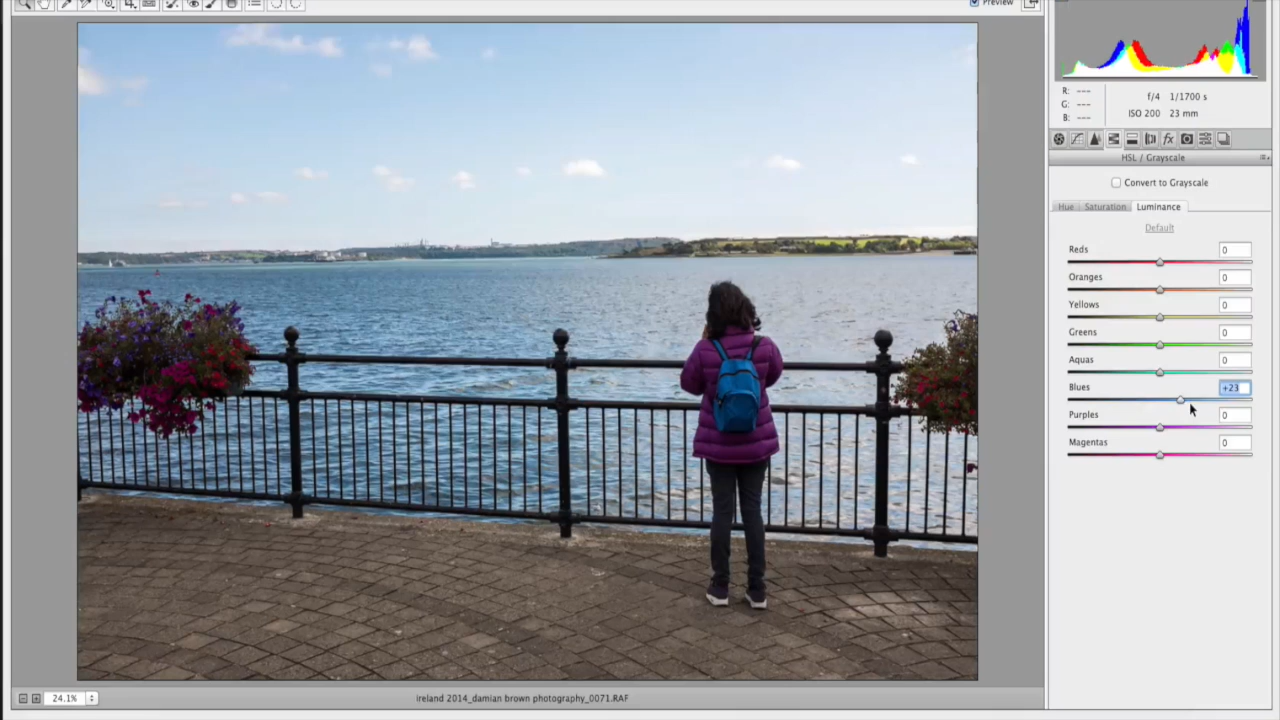 Preview
R: ---
G: ---
B: ---
f/4 1/1700 s
ISO 200 23 mm
fx
HSL / Grayscale
Convert to Grayscale
Hue Saturation Luminance
Default
Reds 0
Oranges 0
Yellows 0
Greens 0
Aquas 0
Blues +23
Purples 0
Magentas 0
24.1%
ireland 2014_damian brown photography_0071.RAF